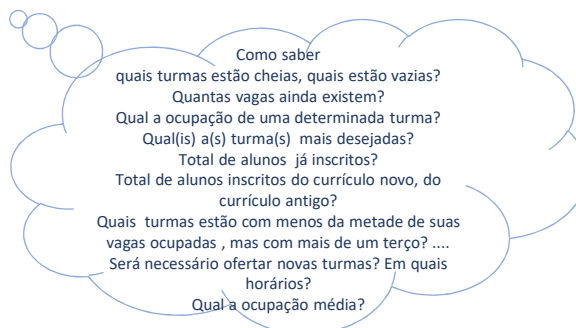 Como saber
quais turmas estão cheias, quais estão vazias?
Quantas vagas ainda existem?
Qual a ocupação de uma determinada turma?
Qual(is) a(s) turma(s) mais desejadas?
Total de alunos já inscritos?
Total de alunos inscritos do currículo novo, do
currículo antigo?
Quais turmas estão com menos da metade de suas
vagas ocupadas , mas com mais de um terço? ....
Será necessário ofertar novas turmas? Em quais
horários?
Qual a ocupação média?